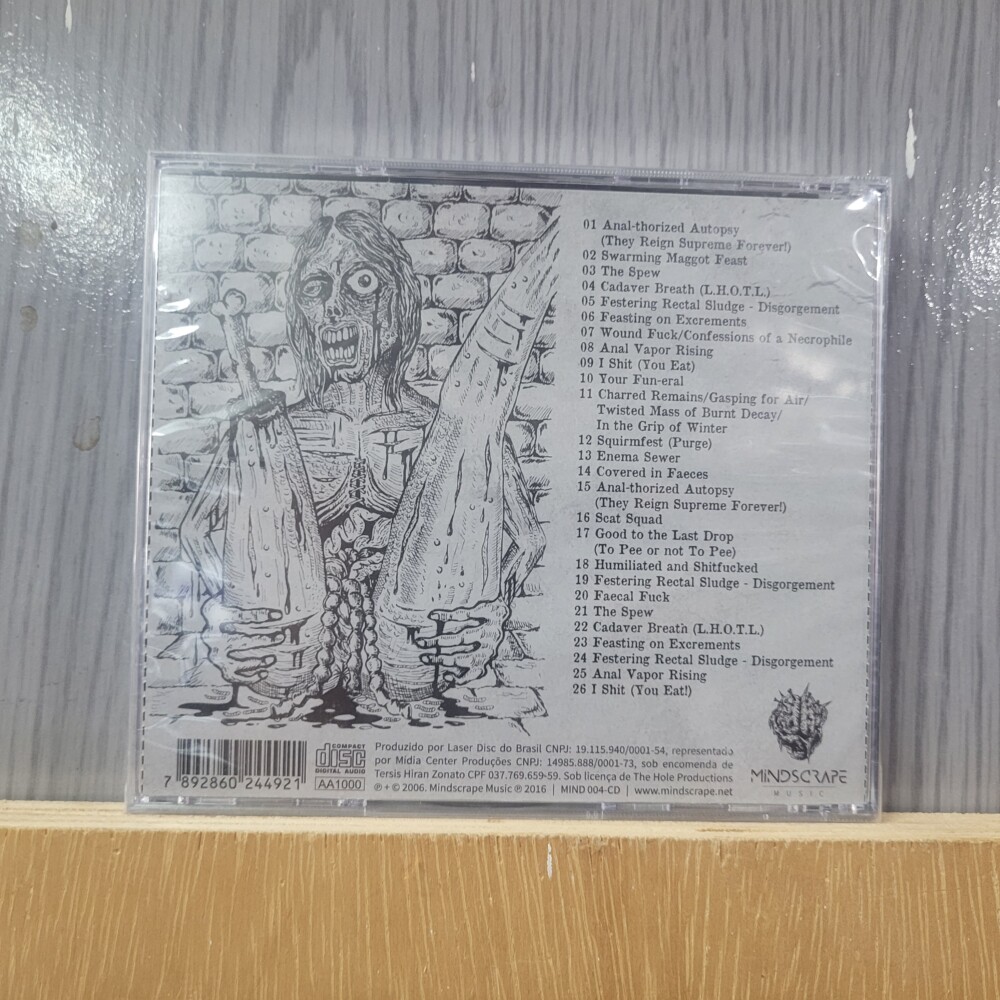 01 Anal-thorized Autopsy
(They Reign Supreme Forever!)
02 Swarming Maggot Feast
03 The Spew
04 Cadaver Breath (L.H.O.T.L.)
05 Festering Rectal Sludge - Disgorgement
06 Feasting on Excrements
07 Wound Fuck/Confessions of a Necrophile
08 Anal Vapor Rising
09 I Shit (You Eat)
10 Your Fun-eral
11 Charred Remains/Gasping for Air/
Twisted Mass of Burnt Decay/
In the Grip of Winter
12 Squirmfest (Purge)
13 Enema Sewer
14 Covered in Faeces
15 Anal-thorized Autopsy
(They Reign Supreme Forever!)
16 Scat Squad
17 Good to the Last Drop
(To Pee or not To Pee)
18 Humiliated and Shitfucked
19 Festering Rectal Sludge - Disgorgement
20 Faecal Fuck
21 The Spew
22 Cadaver Breath (L.H.O.T.L.)
23 Feasting on Excrements
24 Festering Rectal Sludge - Disgorgement
25 Anal Vapor Rising
26 I Shit (You Eat!)
7 892860 244921
COMPACT
disc
DIGITAL AUDIO
AA1000
Produzido por Laser Disc do Brasil CNPJ: 19.115.940/0001-54, representado
por Mídia Center Produções CNPJ: 14985.888/0001-73, sob encomenda de
Tersis Hiran Zonato CPF 037.769.659-59. Sob licença de The Hole Productions
℗ + © 2006. Mindscrape Music ℗ 2016 | MIND 004-CD | www.mindscrape.net
MINDSCRAPE
MUSIC